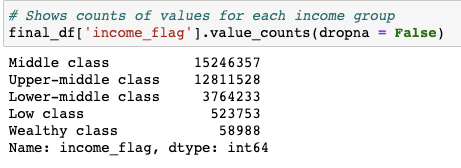 # Shows counts of values for each income group
final_df['income_flag'].value_counts(dropna = False)
Middle class          15246357
Upper-middle class    12811528
Lower-middle class     3764233
Low class               523753
Wealthy class            58988
Name: income_flag, dtype: int64